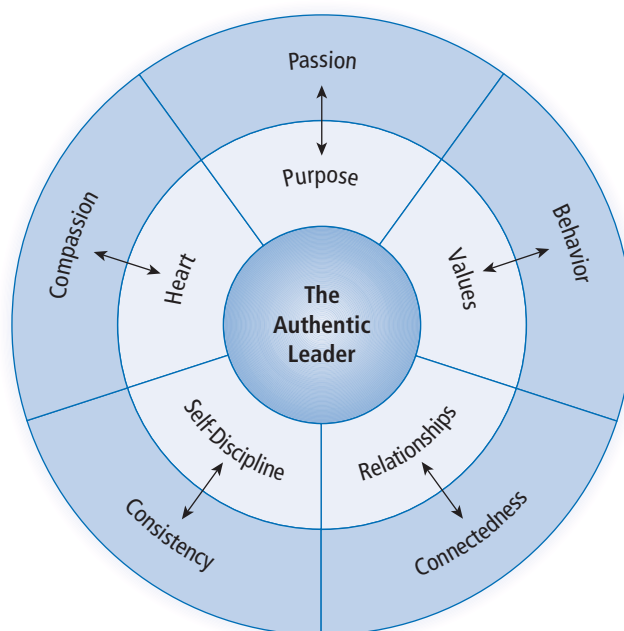 Passion
Purpose
Compassion
Heart
Values
Behavior
The
Authentic
Leader
Self-Discipline
Relationships
Consistency
Connectedness